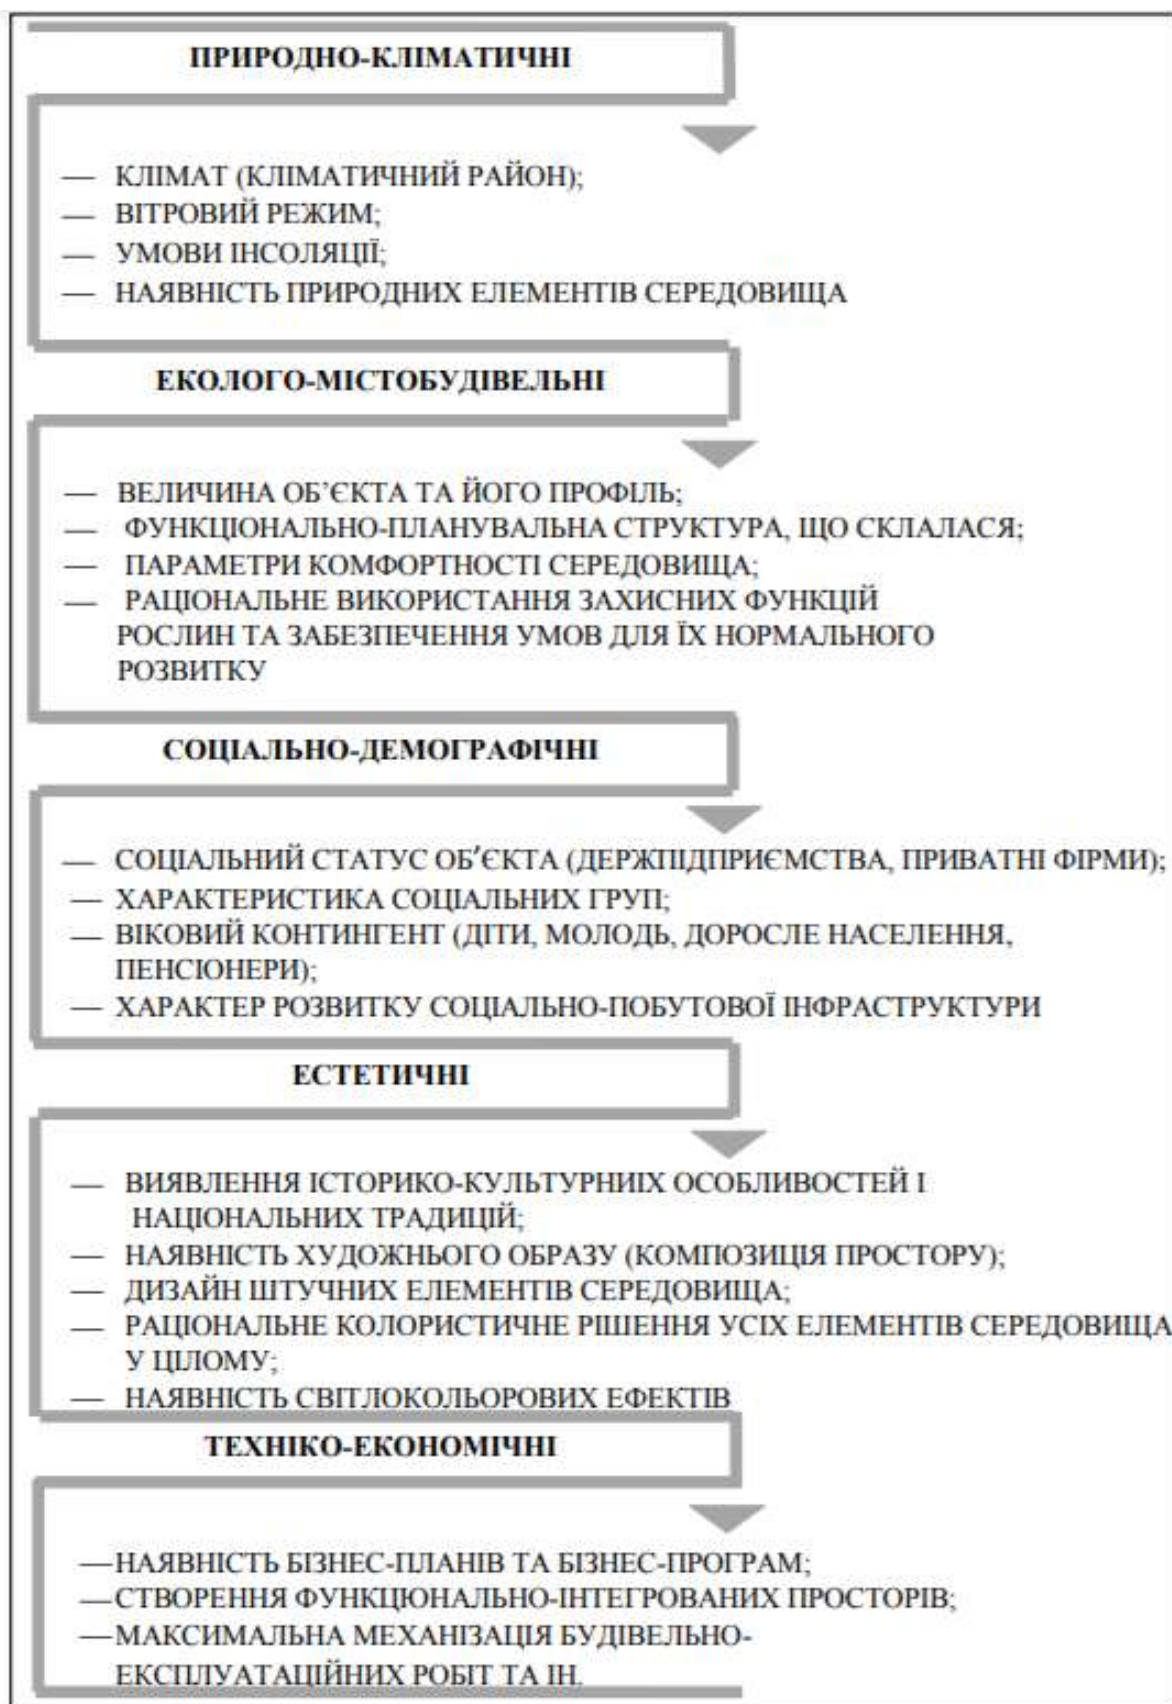 ПРИРОДНО-КЛІМАТИЧНІ
— КЛІМАТ (КЛІМАТИЧНИЙ РАЙОН);
— ВІТРОВИЙ РЕЖИМ;
— УМОВИ ІНСОЛЯЦІЇ;
— НАЯВНІСТЬ ПРИРОДНИХ ЕЛЕМЕНТІВ СЕРЕДОВИЩА
ЕКОЛОГО-МІСТОБУДІВЕЛЬНІ
— ВЕЛИЧИНА ОБ’ЄКТА ТА ЙОГО ПРОФІЛЬ;
— ФУНКЦІОНАЛЬНО-ПЛАНУВАЛЬНА СТРУКТУРА, ЩО СКЛАЛАСЯ;
— ПАРАМЕТРИ КОМФОРТНОСТІ СЕРЕДОВИЩА;
— РАЦІОНАЛЬНЕ ВИКОРИСТАННЯ ЗАХИСНИХ ФУНКЦІЙ
РОСЛИН ТА ЗАБЕЗПЕЧЕННЯ УМОВ ДЛЯ ЇХ НОРМАЛЬНОГО
РОЗВИТКУ
СОЦІАЛЬНО-ДЕМОГРАФІЧНІ
— СОЦІАЛЬНИЙ СТАТУС ОБ'ЄКТА (ДЕРЖПІДПРИЄМСТВА, ПРИВАТНІ ФІРМИ);
— ХАРАКТЕРИСТИКА СОЦІАЛЬНИХ ГРУП;
— ВІКОВИЙ КОНТИНГЕНТ (ДІТИ, МОЛОДЬ, ДОРОСЛЕ НАСЕЛЕННЯ,
ПЕНСІОНЕРИ);
— ХАРАКТЕР РОЗВИТКУ СОЦІАЛЬНО-ПОБУТОВОЇ ІНФРАСТРУКТУРИ
ЕСТЕТИЧНІ
— ВИЯВЛЕННЯ ІСТОРИКО-КУЛЬТУРНИІХ ОСОБЛИВОСТЕЙ І
НАЦІОНАЛЬНИХ ТРАДИЦІЙ;
— НАЯВНІСТЬ ХУДОЖНЬОГО ОБРАЗУ (КОМПОЗИЦІЯ ПРОСТОРУ);
— ДИЗАЙН ШТУЧНИХ ЕЛЕМЕНТІВ СЕРЕДОВИЩА;
— РАЦІОНАЛЬНЕ КОЛОРИСТИЧНЕ РІШЕННЯ УСІХ ЕЛЕМЕНТІВ СЕРЕДОВИЩА
У ЦІЛОМУ;
— НАЯВНІСТЬ СВІТЛОКОЛЬОРОВИХ ЕФЕКТІВ
ТЕХНІКО-ЕКОНОМІЧНІ
— НАЯВНІСТЬ БІЗНЕС-ПЛАНІВ ТА БІЗНЕС-ПРОГРАМ;
— СТВОРЕННЯ ФУНКЦЮНАЛЬНО-ІНТЕГРОВАНИХ ПРОСТОРІВ;
— МАКСИМАЛЬНА МЕХАНІЗАЦІЯ БУДІВЕЛЬНО-
ЕКСПЛУАТАЦІЙНИХ РОБІТ ТА ІН.